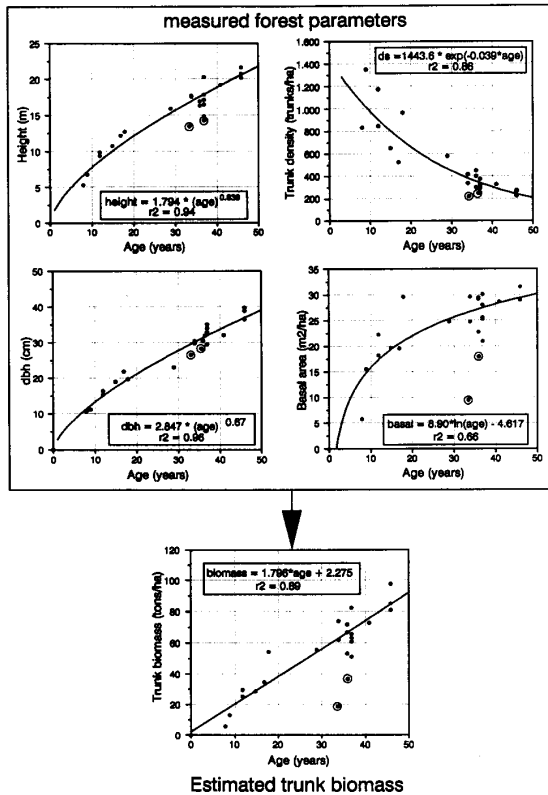 measured forest parameters
Height (m)
25
20
15
10
5
0
height = 1.794 * (age) 0.638
r2 = 0.94
0 10 20 30 40 50
Age (years)
Trunk density (trunks/ha)
1.600
1.400
1.200
1.000
800
600
400
200
0
ds =1443.6 * exp(-0.039*age)
r2 = 0.86
0 10 20 30 40 50
Age (years)
dbh (cm)
60
50
40
30
20
10
0
dbh = 2.847 * (age) 0.67
r2 = 0.96
0 10 20 30 40 50
Age (years)
Basal area (m2/ha)
35
30
25
20
15
10
5
0
basal = 8.90*ln(age) - 4.617
r2 = 0.66
0 10 20 30 40 50
Age (years)
Trunk biomass (tons/ha)
120
100
80
60
40
20
0
biomass = 1.796*age + 2.275
r2 = 0.89
0 10 20 30 40 50
Age (years)
Estimated trunk biomass